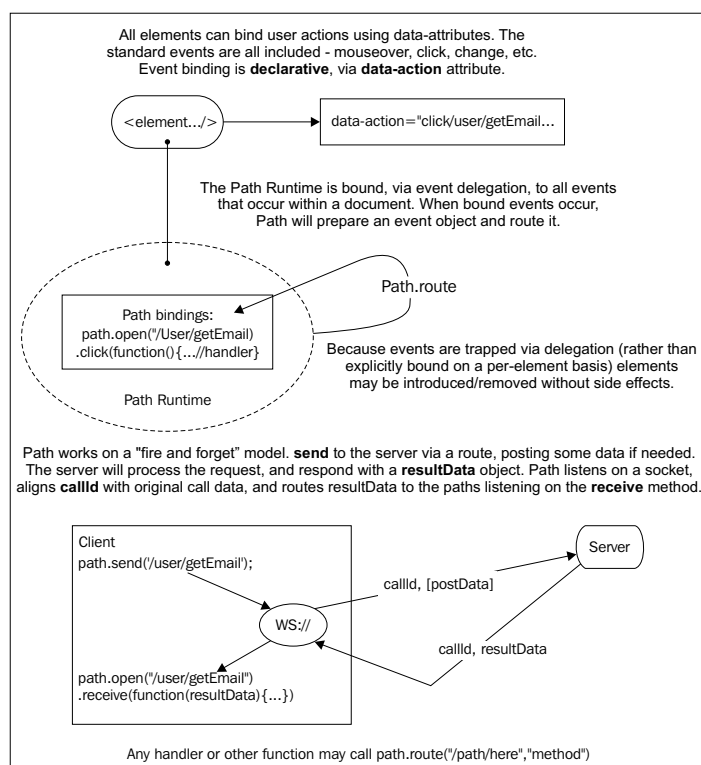 All elements can bind user actions using data-attributes. The
standard events are all included - mouseover, click, change, etc.
Event binding is declarative, via data-action attribute.
<element.../>
data-action="click/user/getEmail...
The Path Runtime is bound, via event delegation, to all events
that occur within a document. When bound events occur,
Path will prepare an event object and route it.
Path.route
Path bindings:
path.open("/User/getEmail)
.click(function(){...//handler}
Path Runtime
Because events are trapped via delegation (rather than
explicitly bound on a per-element basis) elements
may be introduced/removed without side effects.
Path works on a "fire and forget” model. send to the server via a route, posting some data if needed.
The server will process the request, and respond with a resultData object. Path listens on a socket,
aligns callId with original call data, and routes resultData to the paths listening on the receive method.
Client
path.send('/user/getEmail');
Server
callId, [postData]
WS://
callId, resultData
path.open("/user/getEmail")
.receive(function(resultData){...})
Any handler or other function may call path.route("/path/here","method")